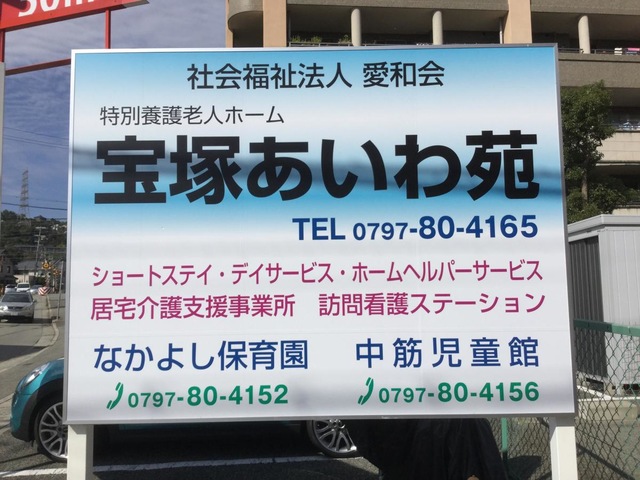 50m
社会福祉法人 愛和会
特別養護老人ホーム
宝塚あいわ苑
TEL 0797-80-4165
ショートステイ・デイサービス・ホームヘルパーサービス
居宅介護支援事業所 訪問看護ステーション
なかよし保育園 中筋児童館
0797-80-4152 0797-80-4156